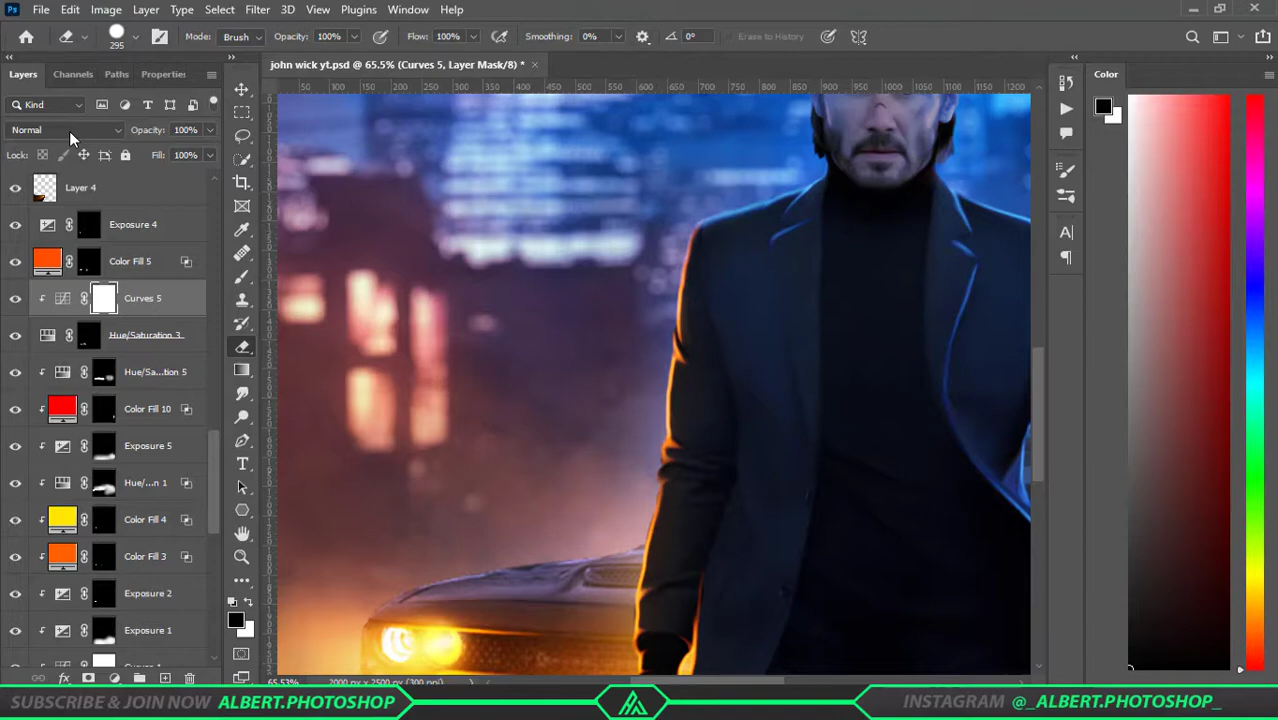 Ps File Edit Image Layer Type Select Filter 3D View Plugins Window Help
295 Mode: Brush Opacity: 100% Flow: 100% Smoothing: 0% 0° Erase to History
Layers Channels Paths Properties
john wick yt.psd @ 65.5% (Curves 5, Layer Mask/8) *
Color
Kind
Normal Opacity: 100%
Lock: Fill: 100%
Layer 4
Exposure 4
Color Fill 5
Curves 5
Hue/Saturation 3
Hue/Sa...tion 5
Color Fill 10
Exposure 5
Hue/...n 1
Color Fill 4
Color Fill 3
Exposure 2
Exposure 1
fx
65.53% 2000 px x 2500 px (300 ppi)
SUBSCRIBE & JOIN NOW ALBERT.PHOTOSHOP
INSTAGRAM @_ALBERT.PHOTOSHOP_